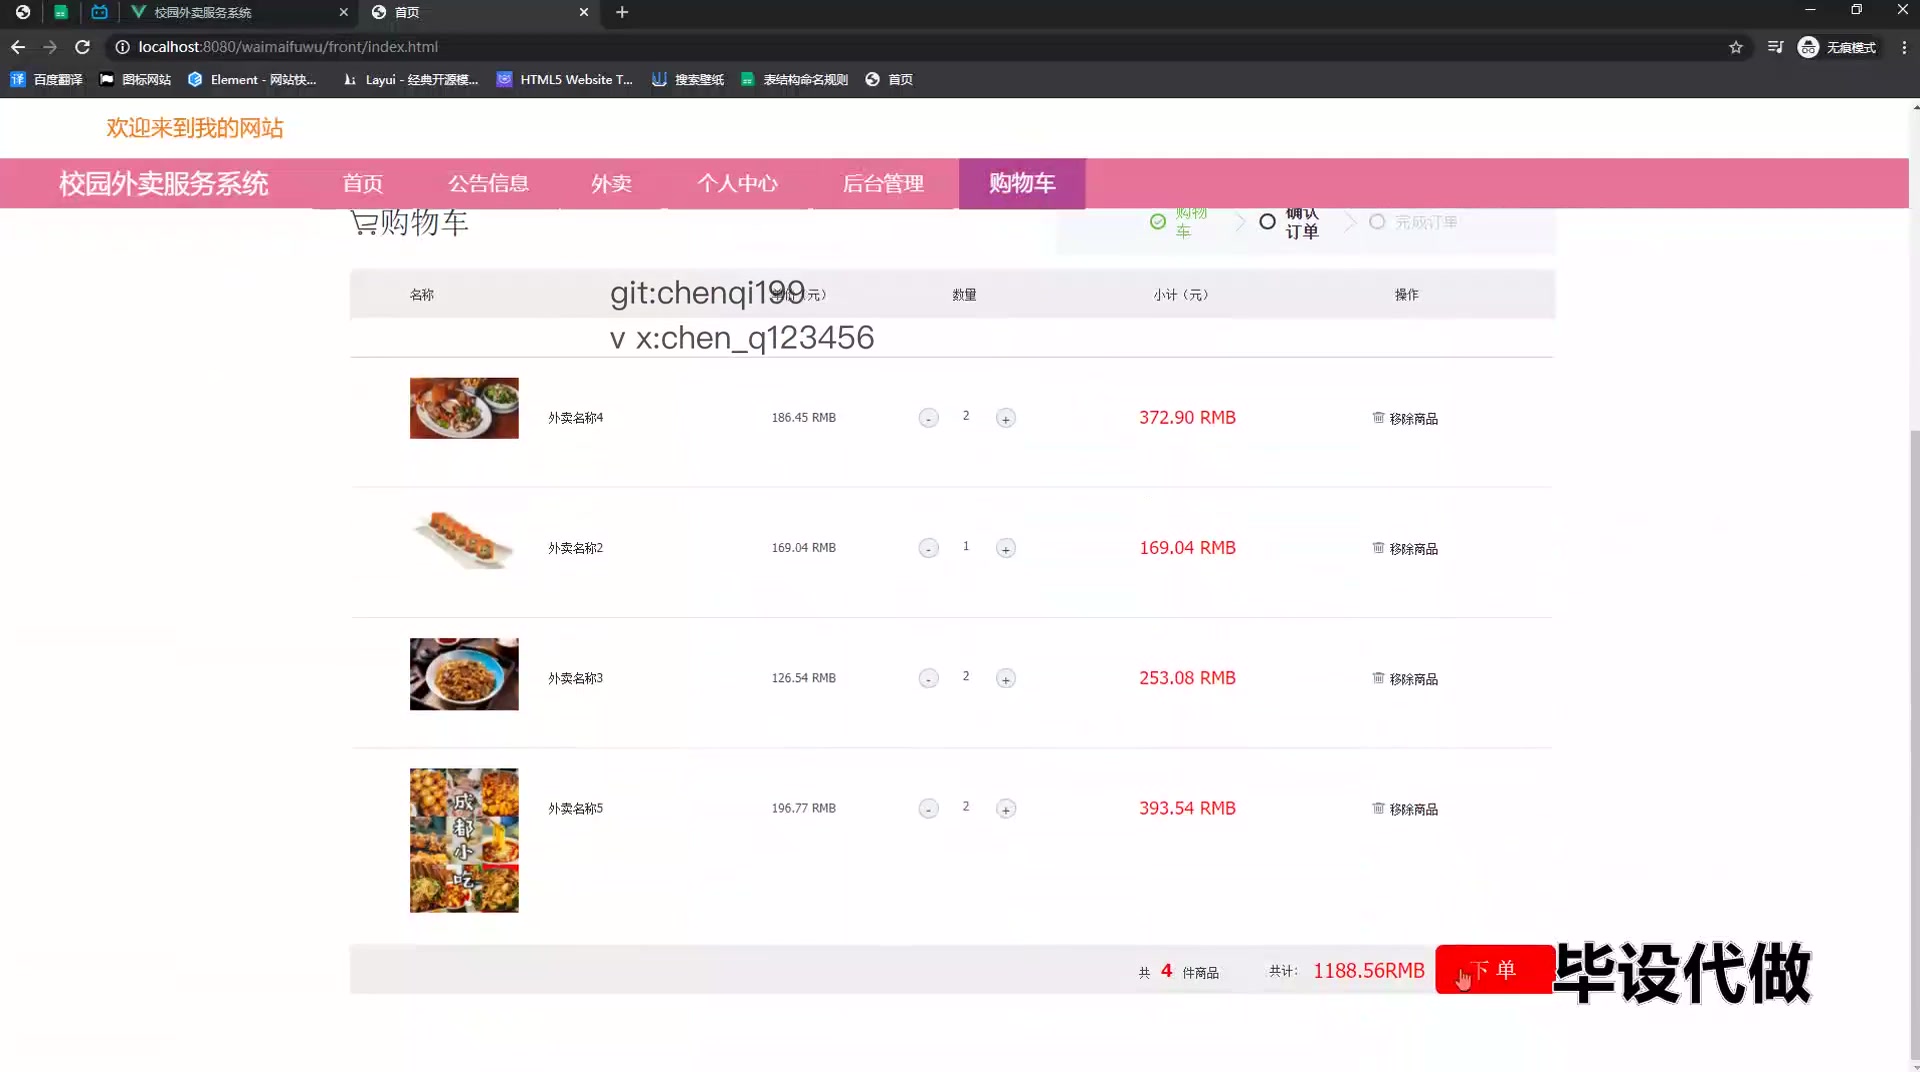 校园外卖服务系统
首页
localhost:8080/waimaifuwu/front/index.html
无痕模式
百度翻译 图标网站 Element - 网站快... Layui - 经典开源模... HTML5 Website T... 搜索壁纸 表结构命名规则 首页
欢迎来到我的网站
校园外卖服务系统 首页 公告信息 外卖 个人中心 后台管理 购物车
购物车 购物车 确认订单 完成订单
名称 单价（元） 数量 小计（元） 操作
git:chenqi199
v x:chen_q123456
外卖名称4 186.45 RMB - 2 + 372.90 RMB 移除商品
外卖名称2 169.04 RMB - 1 + 169.04 RMB 移除商品
外卖名称3 126.54 RMB - 2 + 253.08 RMB 移除商品
成都小吃
外卖名称5 196.77 RMB - 2 + 393.54 RMB 移除商品
共 4 件商品 共计： 1188.56RMB 下单
毕设代做